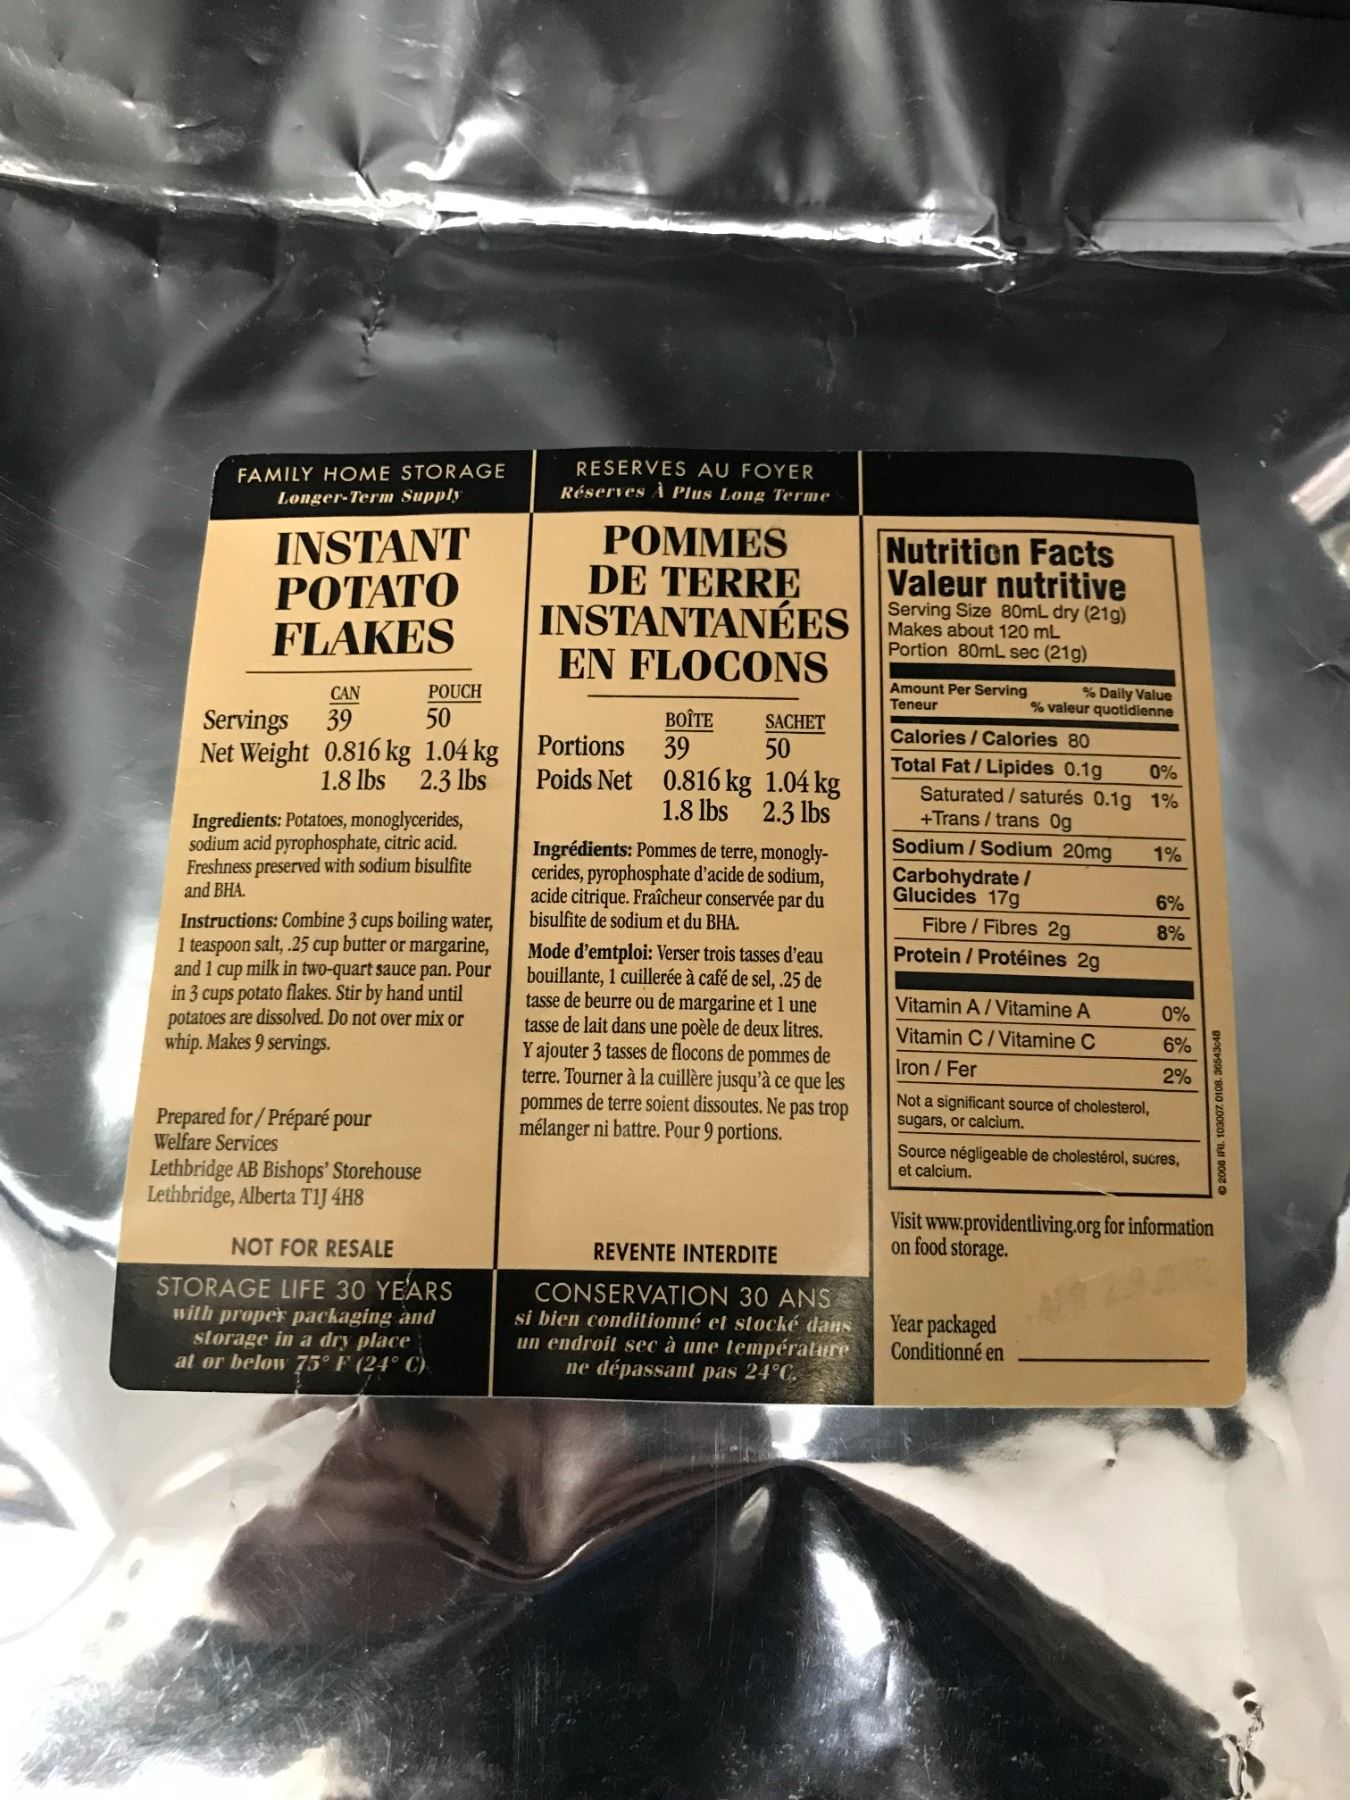 FAMILY HOME STORAGE
Longer-Term Supply
INSTANT
POTATO
FLAKES
CAN POUCH
Servings 39 50
Net Weight 0.816 kg 1.04 kg
1.8 lbs 2.3 lbs
Ingredients: Potatoes, monoglycerides,
sodium acid pyrophosphate, citric acid.
Freshness preserved with sodium bisulfite
and BHA.
Instructions: Combine 3 cups boiling water,
1 teaspoon salt, .25 cup butter or margarine,
and 1 cup milk in two-quart sauce pan. Pour
in 3 cups potato flakes. Stir by hand until
potatoes are dissolved. Do not over mix or
whip. Makes 9 servings.
Prepared for / Préparé pour
Welfare Services
Lethbridge AB Bishops' Storehouse
Lethbridge, Alberta T1J 4H8
NOT FOR RESALE
STORAGE LIFE 30 YEARS
with proper packaging and
storage in a dry place
at or below 75° F (24° C)
RESERVES AU FOYER
Réserves À Plus Long Terme
POMMES
DE TERRE
INSTANTANÉES
EN FLOCONS
BOÎTE SACHET
Portions 39 50
Poids Net 0.816 kg 1.04 kg
1.8 lbs 2.3 lbs
Ingrédients: Pommes de terre, monogly-
cerides, pyrophosphate d'acide de sodium,
acide citrique. Fraîcheur conservée par du
bisulfite de sodium et du BHA.
Mode d'emtploi: Verser trois tasses d'eau
bouillante, 1 cuillerée à café de sel, .25 de
tasse de beurre ou de margarine et 1 une
tasse de lait dans une poèle de deux litres.
Y ajouter 3 tasses de flocons de pommes de
terre. Tourner à la cuillère jusqu'à ce que les
pommes de terre soient dissoutes. Ne pas trop
mélanger ni battre. Pour 9 portions.
REVENTE INTERDITE
CONSERVATION 30 ANS
si bien conditionné et stocké dans
un endroit sec à une température
ne dépassant pas 24°C.
Nutrition Facts
Valeur nutritive
Serving Size 80mL dry (21g)
Makes about 120 mL
Portion 80mL sec (21g)
Amount Per Serving % Daily Value
Teneur % valeur quotidienne
Calories / Calories 80
Total Fat / Lipides 0.1g 0%
Saturated / saturés 0.1g 1%
+Trans / trans 0g
Sodium / Sodium 20mg 1%
Carbohydrate /
Glucides 17g 6%
Fibre / Fibres 2g 8%
Protein / Protéines 2g
Vitamin A / Vitamine A 0%
Vitamin C / Vitamine C 6%
Iron / Fer 2%
Not a significant source of cholesterol,
sugars, or calcium.
Source négligeable de cholestérol, sucres,
et calcium.
© 2008 IRI. 103007. 0108. 36543c48
Visit www.providentliving.org for information
on food storage.
Year packaged
Conditionné en